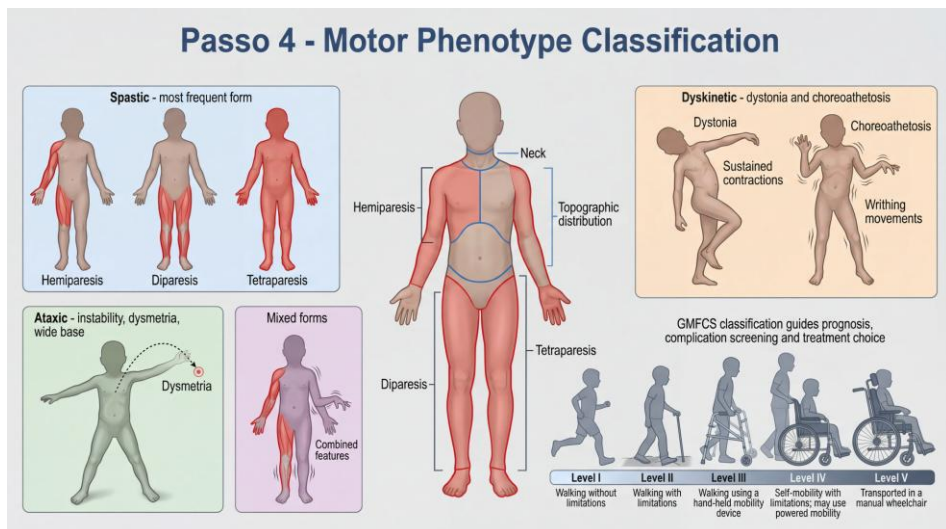 Passo 4 - Motor Phenotype Classification
Spastic - most frequent form
Hemiparesis
Diparesis
Tetraparesis
Ataxic - instability, dysmetria,
wide base
Dysmetria
Mixed forms
Combined
features
Neck
Hemiparesis
Topographic
distribution
Tetraparesis
Diparesis
Dyskinetic - dystonia and choreoathetosis
Dystonia
Sustained
contractions
Choreoathetosis
Writhing
movements
GMFCS classification guides prognosis,
complication screening and treatment choice
Level I
Walking without
limitations
Level II
Walking with
limitations
Level III
Walking using a
hand-held mobility
device
Level IV
Self-mobility with
limitations; may use
powered mobility
Level V
Transported in a
manual wheelchair